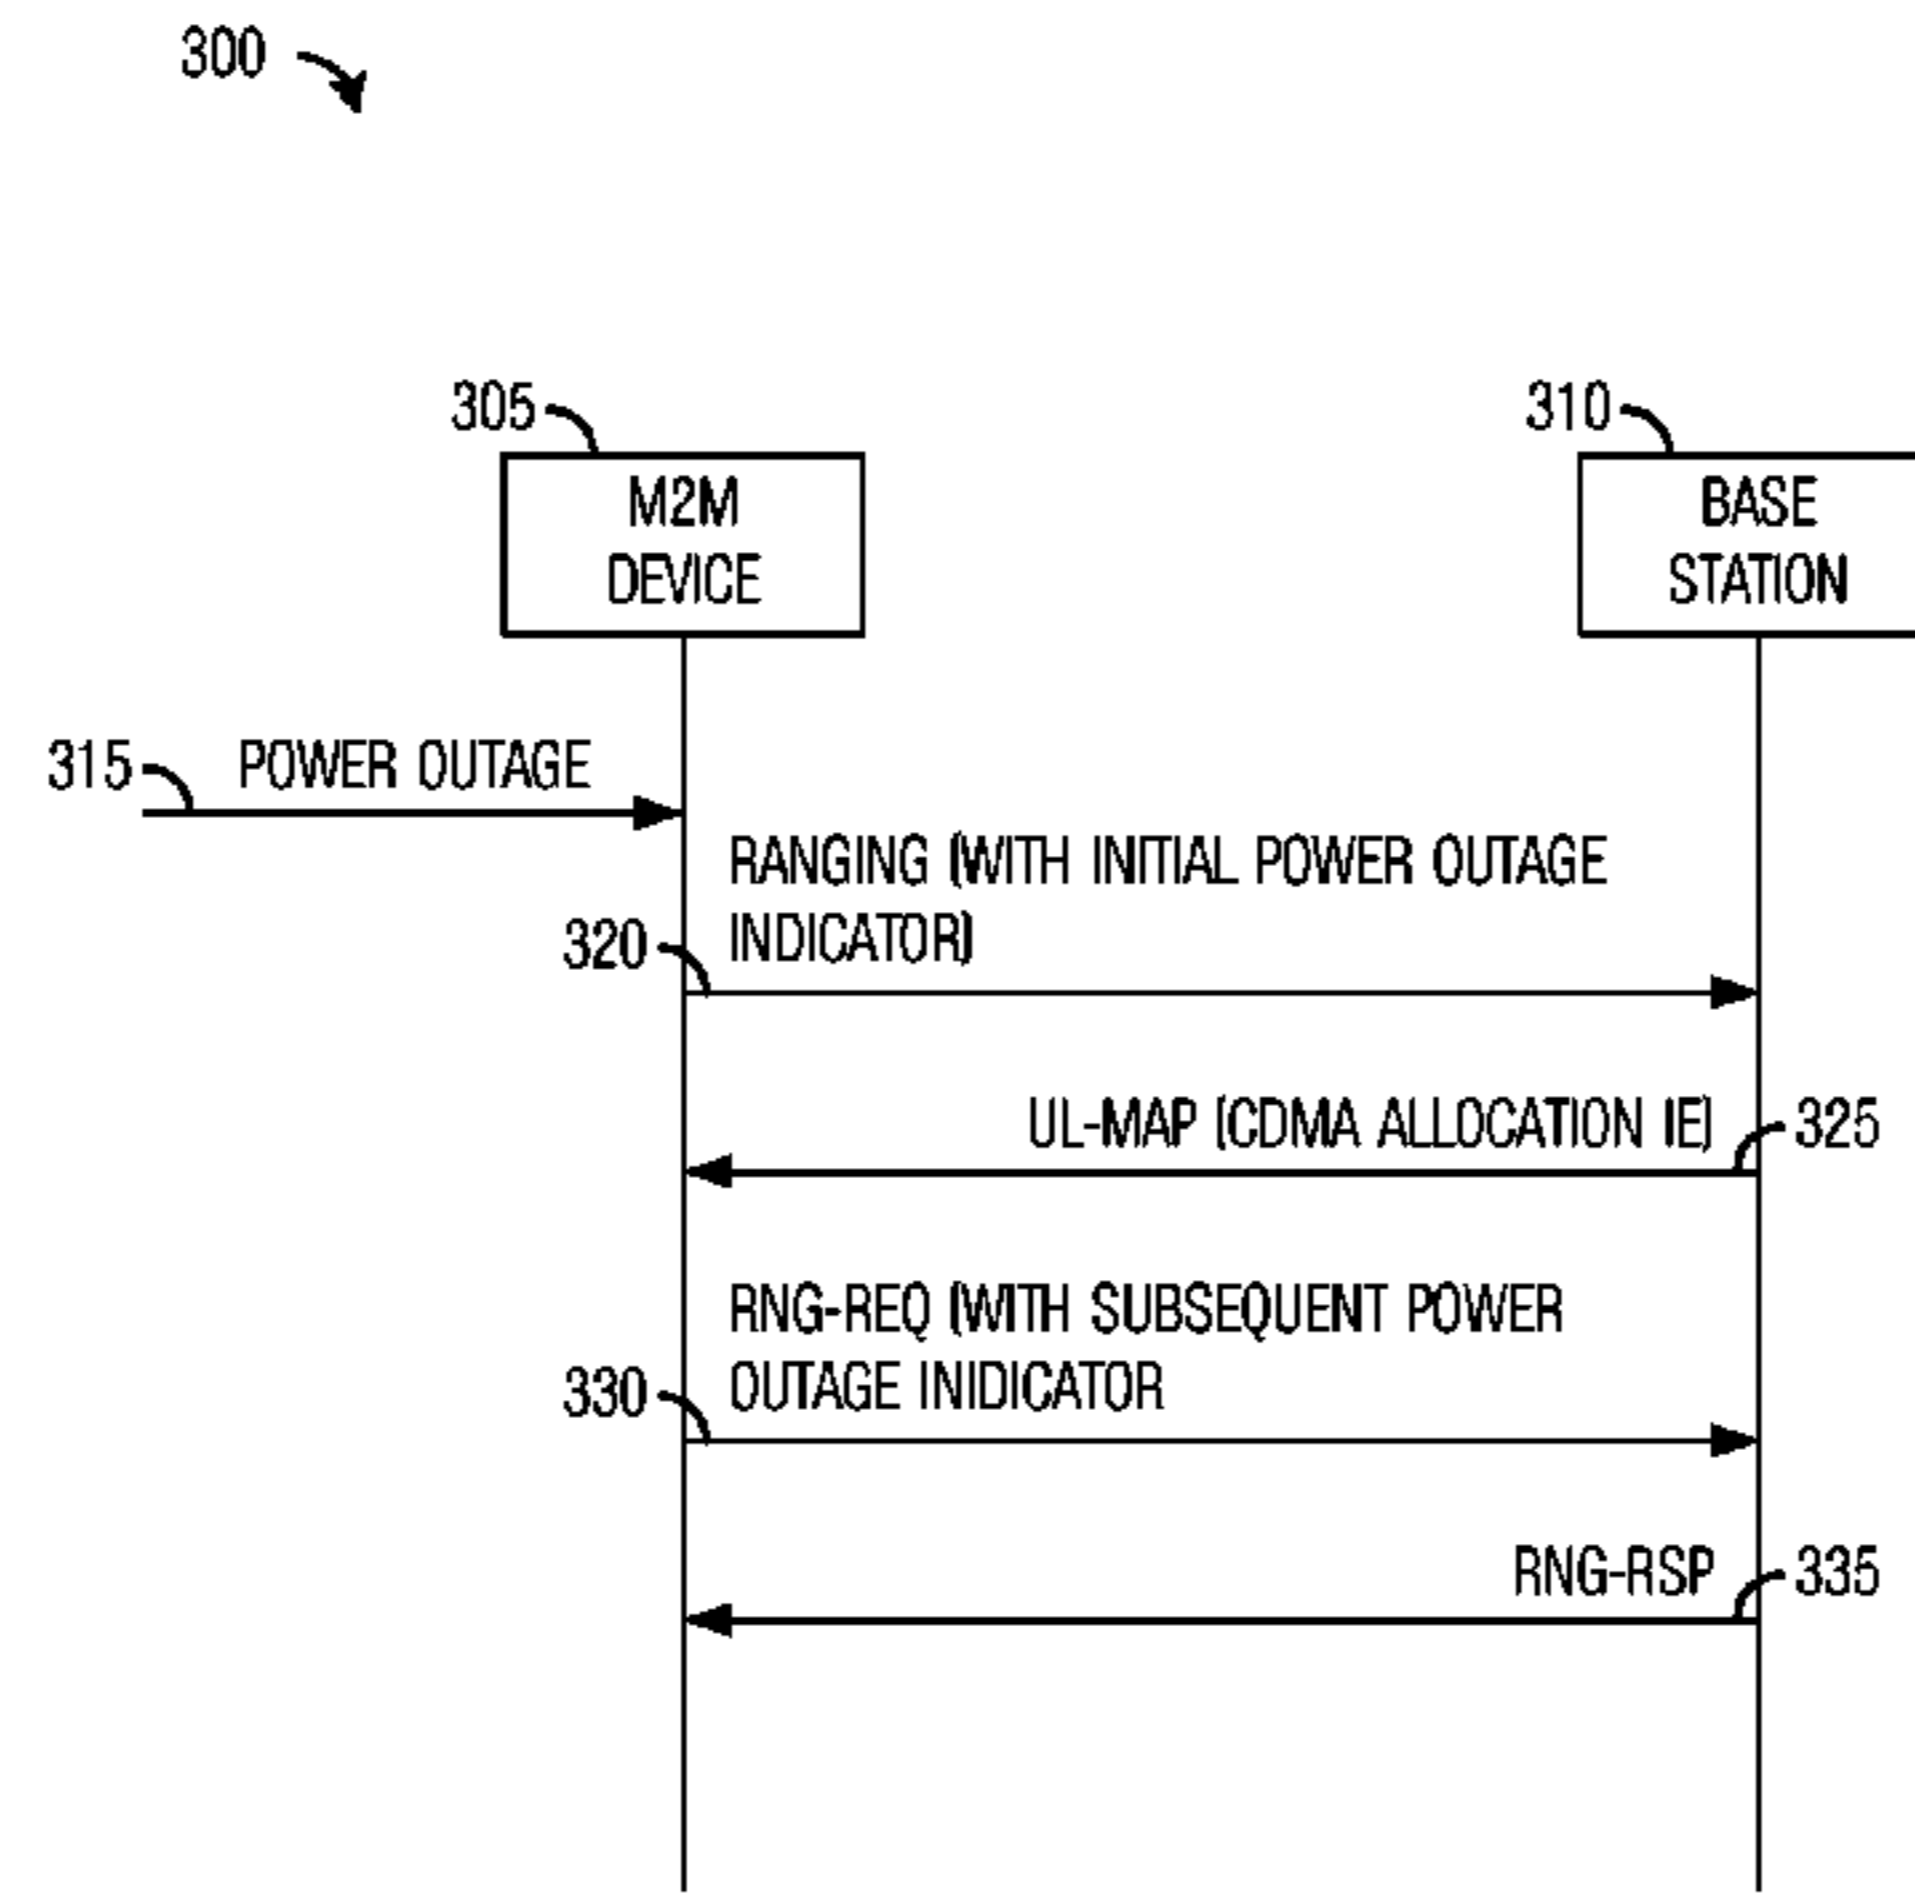 300
305
310
M2M
DEVICE
BASE
STATION
315
POWER OUTAGE
RANGING (WITH INITIAL POWER OUTAGE
INDICATOR)
320
UL-MAP (CDMA ALLOCATION IE)
325
RNG-REQ (WITH SUBSEQUENT POWER
OUTAGE INIDICATOR
330
RNG-RSP
335